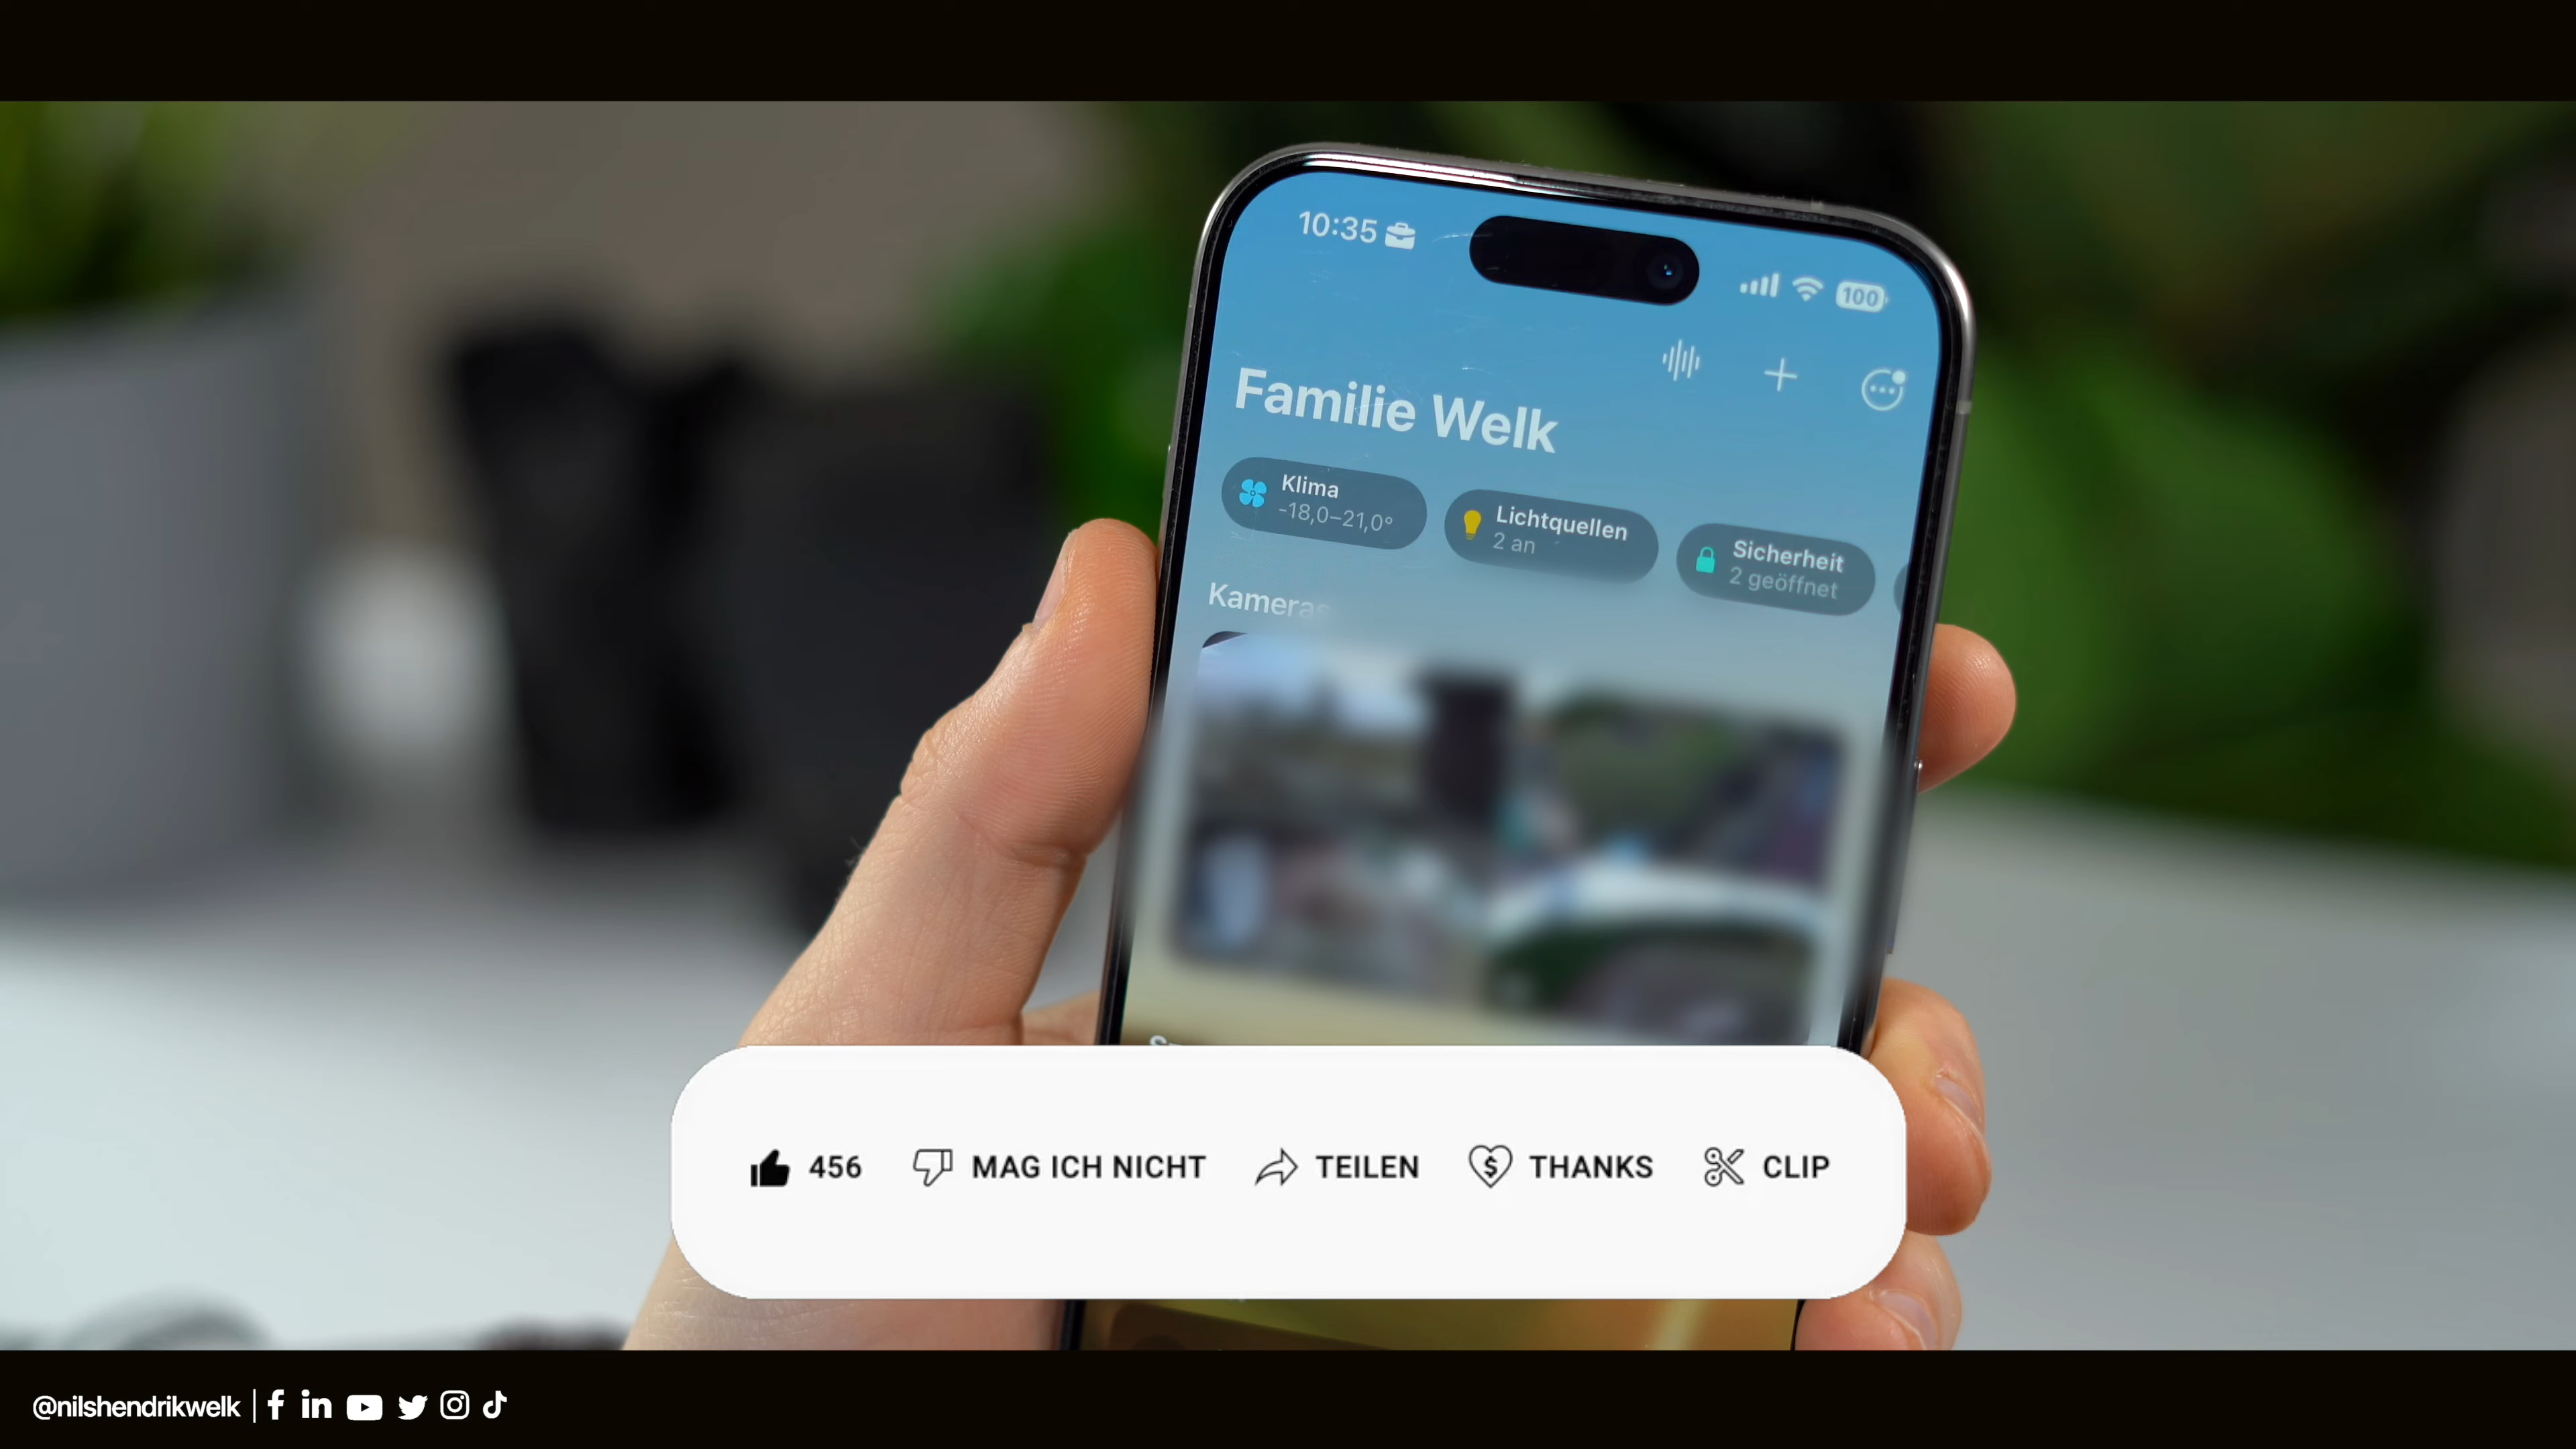 10:35
100
Familie Welk
Klima
-18,0–21,0°
Lichtquellen
2 an
Sicherheit
2 geöffnet
Kameras
456 MAG ICH NICHT TEILEN THANKS CLIP
@nilshendrikwelk